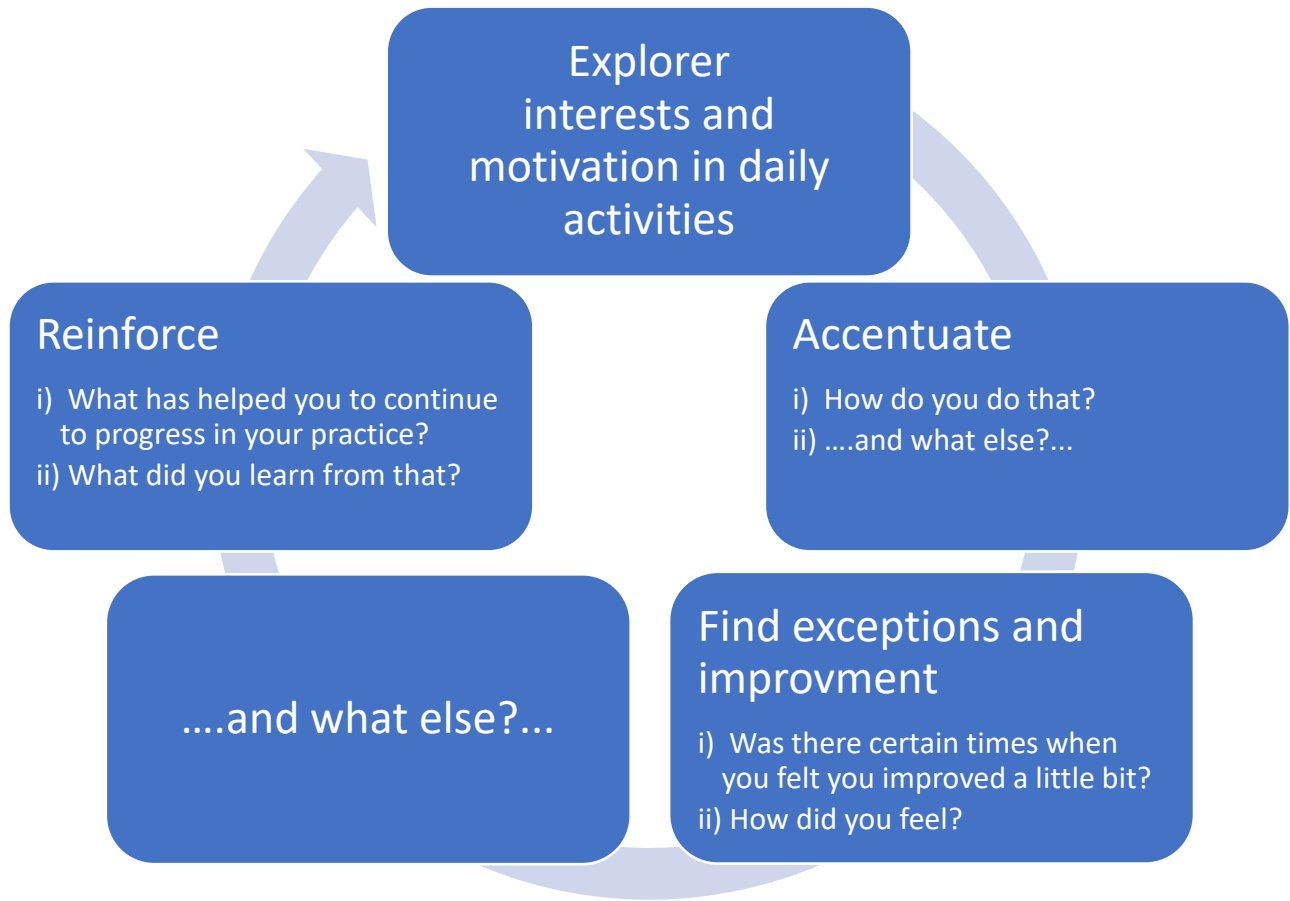 Explorer
interests and
motivation in daily
activities
Accentuate
i) How do you do that?
ii) ....and what else?...
Find exceptions and
improvment
i) Was there certain times when
you felt you improved a little bit?
ii) How did you feel?
....and what else?...
Reinforce
i) What has helped you to continue
to progress in your practice?
ii) What did you learn from that?